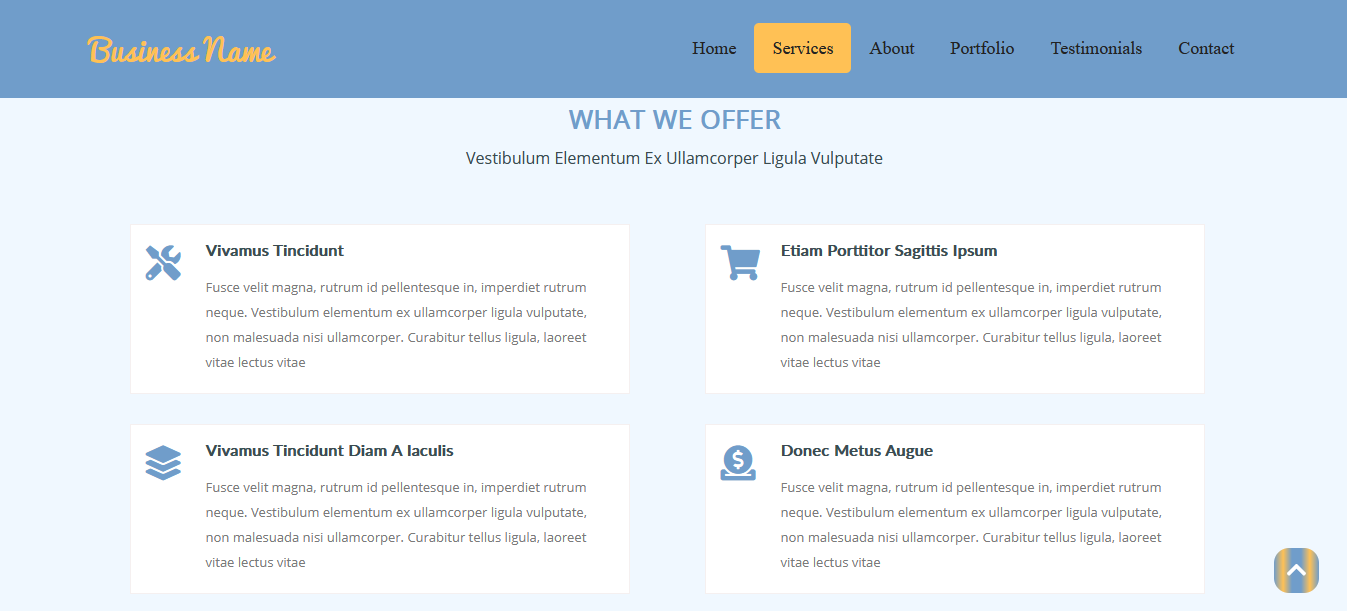 Business Name
Home Services About Portfolio Testimonials Contact
WHAT WE OFFER
Vestibulum Elementum Ex Ullamcorper Ligula Vulputate
Vivamus Tincidunt
Fusce velit magna, rutrum id pellentesque in, imperdiet rutrum
neque. Vestibulum elementum ex ullamcorper ligula vulputate,
non malesuada nisi ullamcorper. Curabitur tellus ligula, laoreet
vitae lectus vitae
Etiam Porttitor Sagittis Ipsum
Fusce velit magna, rutrum id pellentesque in, imperdiet rutrum
neque. Vestibulum elementum ex ullamcorper ligula vulputate,
non malesuada nisi ullamcorper. Curabitur tellus ligula, laoreet
vitae lectus vitae
Vivamus Tincidunt Diam A Iaculis
Fusce velit magna, rutrum id pellentesque in, imperdiet rutrum
neque. Vestibulum elementum ex ullamcorper ligula vulputate,
non malesuada nisi ullamcorper. Curabitur tellus ligula, laoreet
vitae lectus vitae
$
Donec Metus Augue
Fusce velit magna, rutrum id pellentesque in, imperdiet rutrum
neque. Vestibulum elementum ex ullamcorper ligula vulputate,
non malesuada nisi ullamcorper. Curabitur tellus ligula, laoreet
vitae lectus vitae